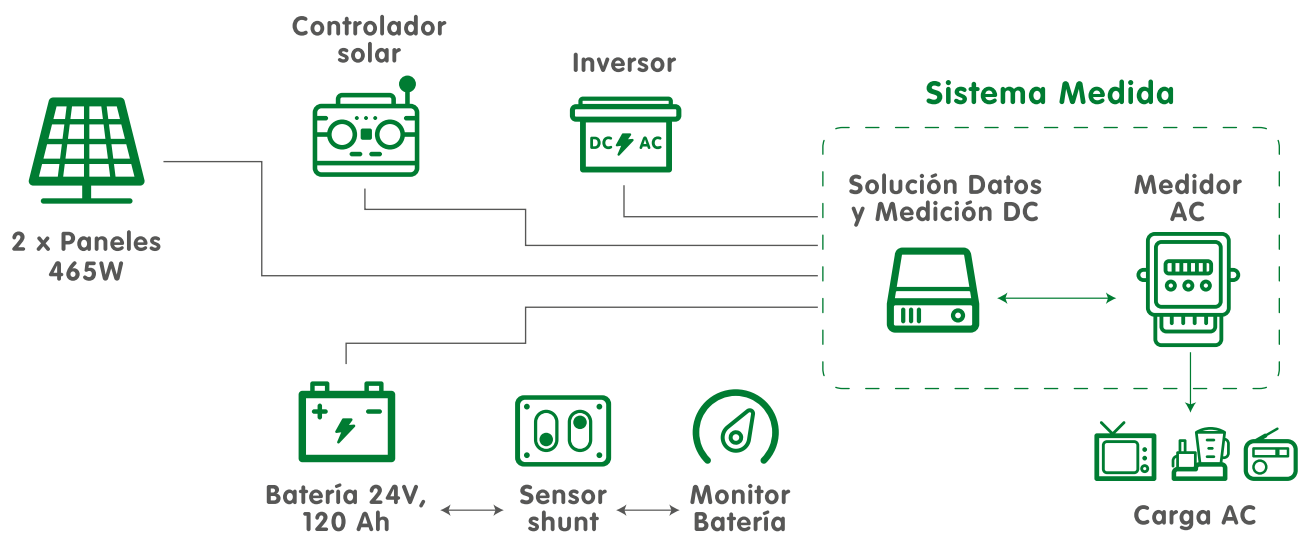 Controlador
solar
Inversor
DC AC
2 x Paneles
465W
Sistema Medida
Solución Datos
y Medición DC
Medidor
AC
Batería 24V,
120 Ah
Sensor
shunt
Monitor
Batería
Carga AC